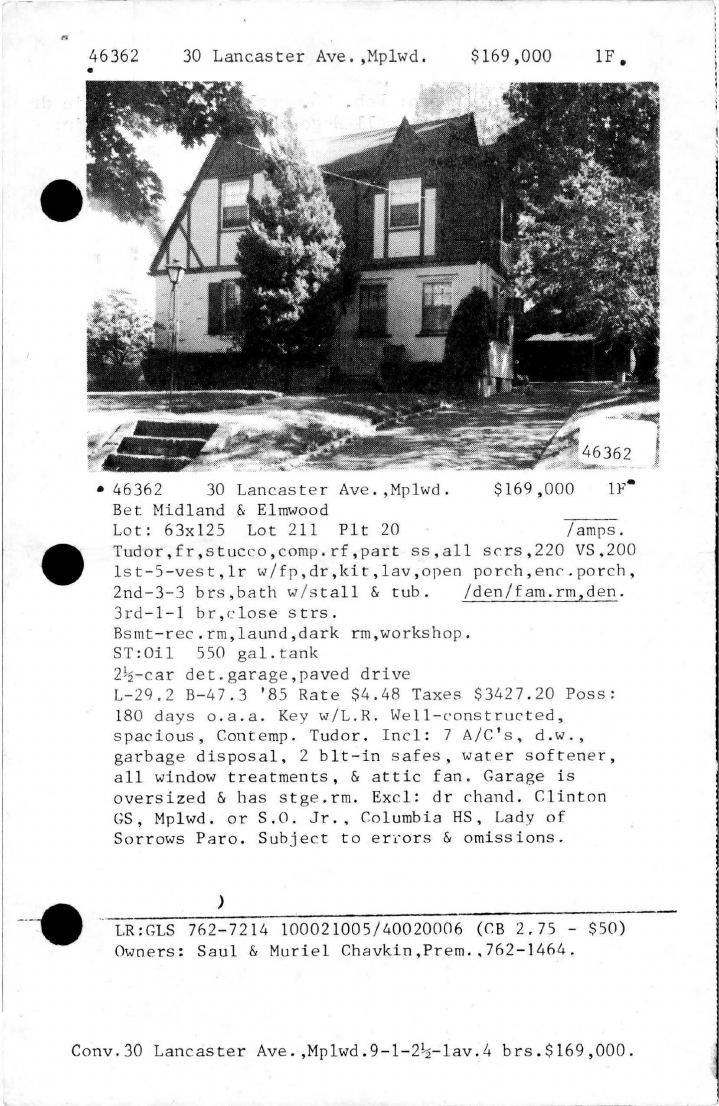 46362 30 Lancaster Ave.,Mplwd. $169,000 1F.
46362
46362 30 Lancaster Ave.,Mplwd. $169,000 1F
Bet Midland & Elmwood
Lot: 63x125 Lot 211 Plt 20 /amps.
Tudor,fr,stucco,comp.rf,part ss,all scrs,220 VS,200
1st-5-vest,lr w/fp,dr,kit,lav,open porch,enc.porch,
2nd-3-3 brs,bath w/stall & tub. /den/fam.rm,den.
3rd-1-1 br,close strs.
Bsmt-rec.rm,laund,dark rm,workshop.
ST:Oil 550 gal.tank
2½-car det.garage,paved drive
L-29.2 B-47.3 '85 Rate $4.48 Taxes $3427.20 Poss:
180 days o.a.a. Key w/L.R. Well-constructed,
spacious, Contemp. Tudor. Incl: 7 A/C's, d.w.,
garbage disposal, 2 blt-in safes, water softener,
all window treatments, & attic fan. Garage is
oversized & has stge.rm. Excl: dr chand. Clinton
GS, Mplwd. or S.O. Jr., Columbia HS, Lady of
Sorrows Paro. Subject to errors & omissions.
)
LR:GLS 762-7214 100021005/40020006 (CB 2.75 - $50)
Owners: Saul & Muriel Chavkin,Prem.,762-1464.
Conv.30 Lancaster Ave.,Mplwd.9-1-2½-lav.4 brs.$169,000.